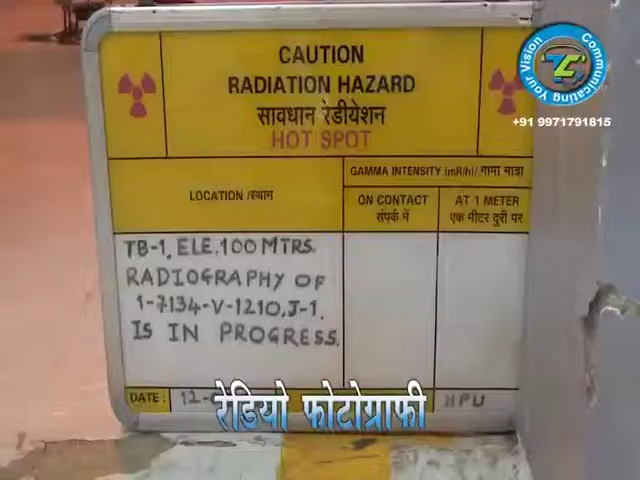 CAUTION
RADIATION HAZARD
सावधान रेडीयेशन
HOT SPOT
Your Vision Communicating
+91 9971791815
LOCATION /स्थान
GAMMA INTENSITY (mR/h)/ गामा मात्रा
ON CONTACT
संपर्क में
AT 1 METER
एक मीटर दुरी पर
TB-1, ELE.100MTRS.
RADIOGRAPHY OF
1-7134-V-1210,J-1.
IS IN PROGRESS.
DATE :
HPU
रेडियो फोटोग्राफी